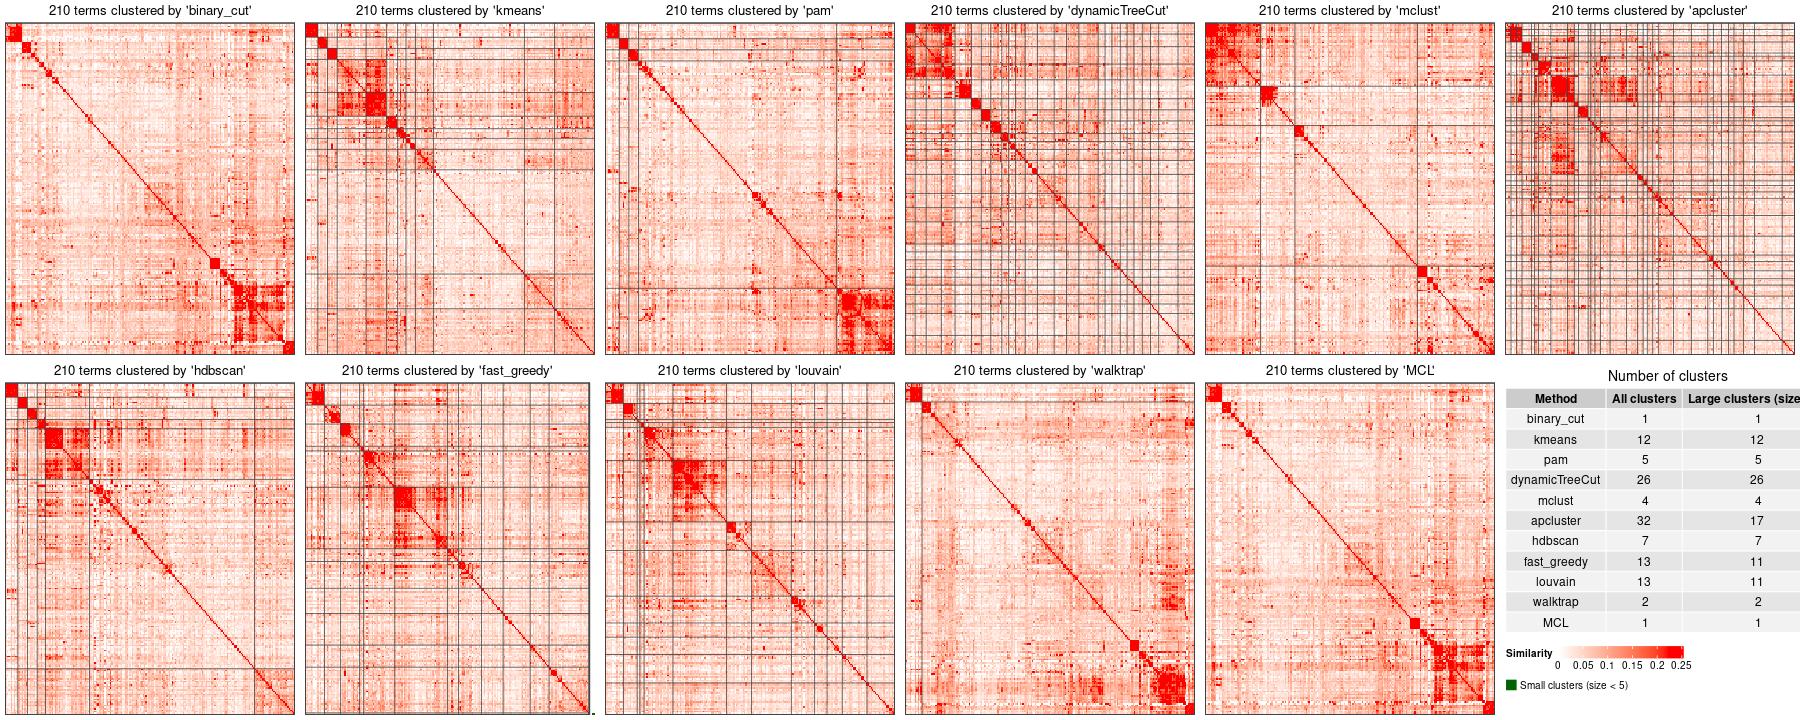 210 terms clustered by 'binary_cut'
210 terms clustered by 'kmeans'
210 terms clustered by 'pam'
210 terms clustered by 'dynamicTreeCut'
210 terms clustered by 'mclust'
210 terms clustered by 'apcluster'
210 terms clustered by 'hdbscan'
210 terms clustered by 'fast_greedy'
210 terms clustered by 'louvain'
210 terms clustered by 'walktrap'
210 terms clustered by 'MCL'
Number of clusters
Method All clusters Large clusters (size
binary_cut 1 1
kmeans 12 12
pam 5 5
dynamicTreeCut 26 26
mclust 4 4
apcluster 32 17
hdbscan 7 7
fast_greedy 13 11
louvain 13 11
walktrap 2 2
MCL 1 1
Similarity
0 0.05 0.1 0.15 0.2 0.25
Small clusters (size < 5)